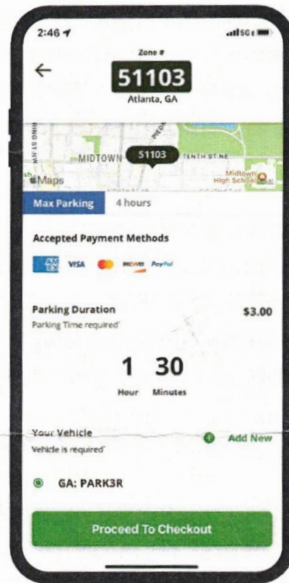 2:46
5G E
Zone #
51103
Atlanta, GA
MIDTOWN
51103
TENTH ST NE
Maps
Midtown
High School
Max Parking 4 hours
Accepted Payment Methods
VISA DISCOVER PayPal
Parking Duration $3.00
Parking Time required*
1 30
Hour Minutes
Your Vehicle
Add New
Vehicle is required*
GA: PARK3R
Proceed To Checkout